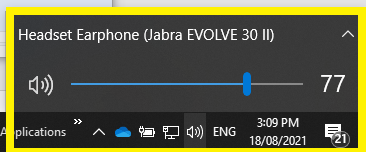 Headset Earphone (Jabra EVOLVE 30 II)
77
Applications » ENG 3:09 PM
18/08/2021 21